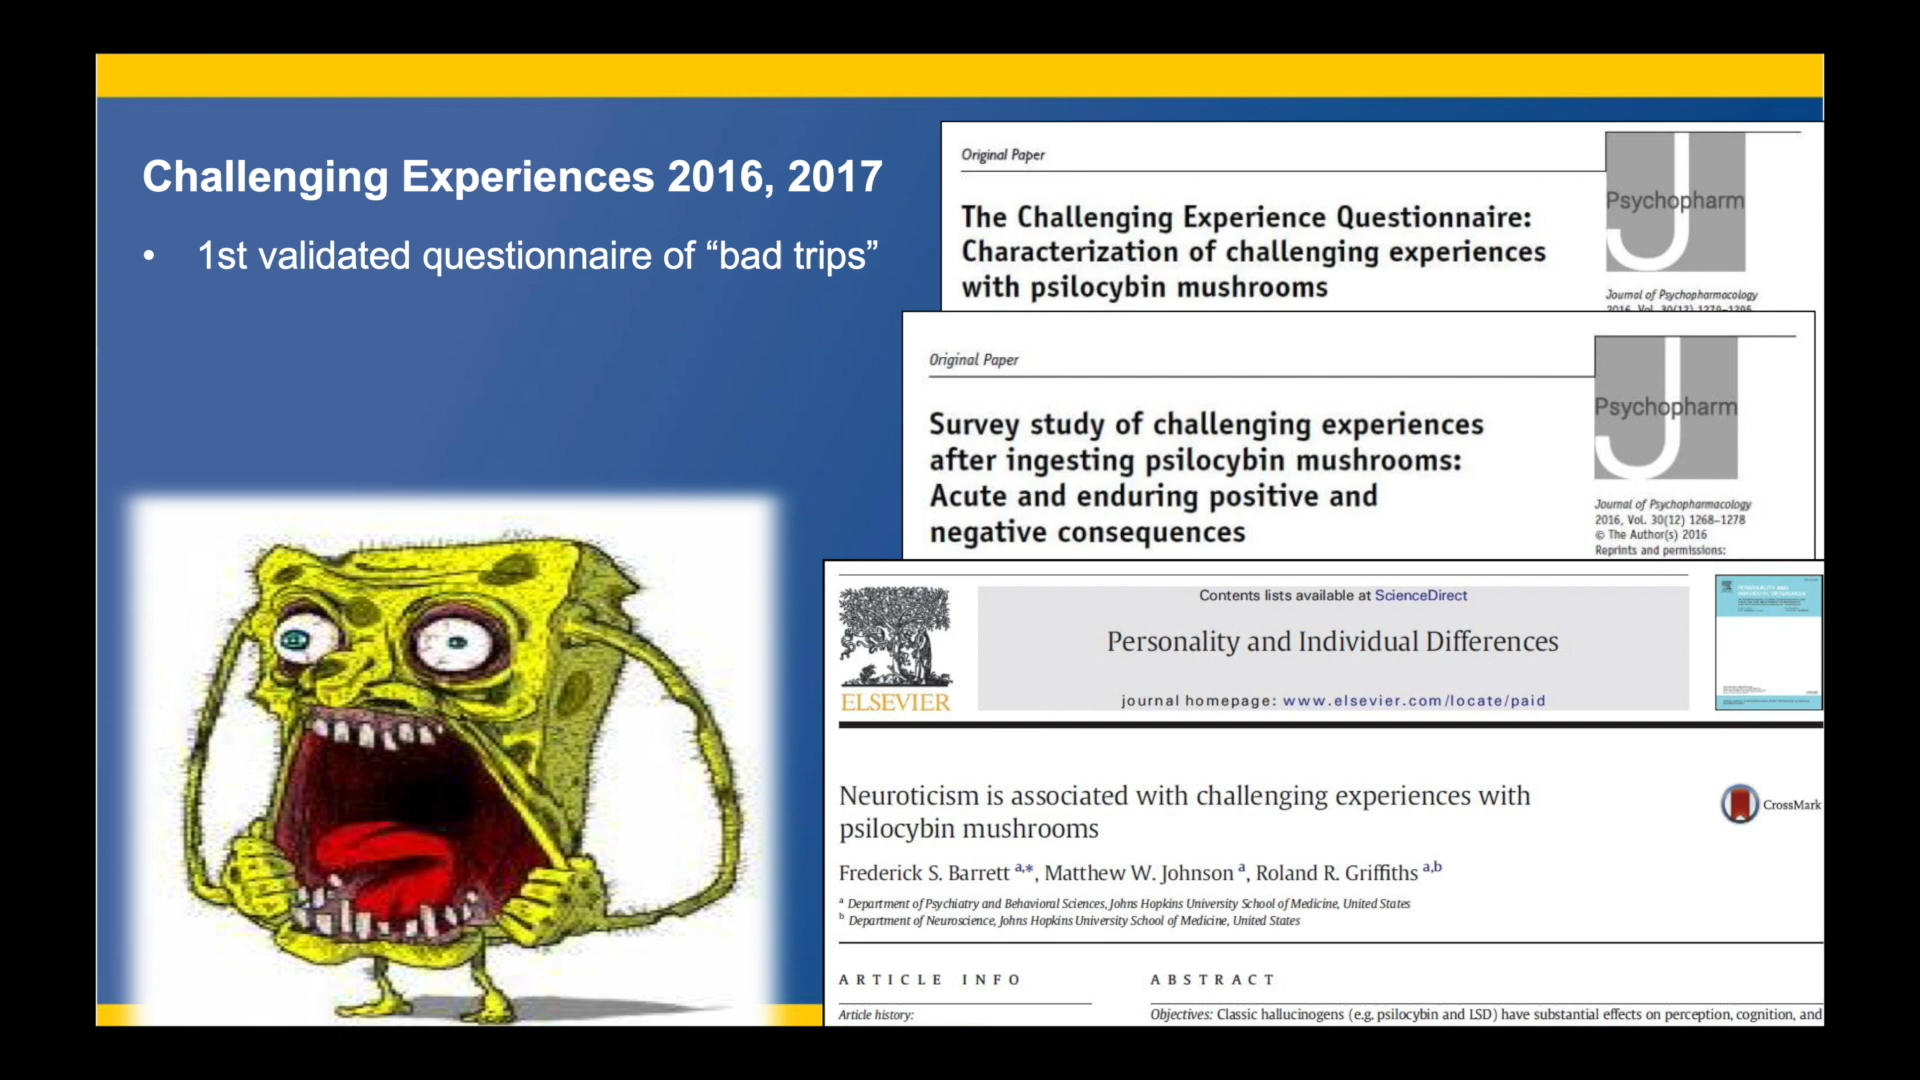 Challenging Experiences 2016, 2017
• 1st validated questionnaire of “bad trips”
Original Paper
The Challenging Experience Questionnaire:
Characterization of challenging experiences
with psilocybin mushrooms
Psychopharm
Journal of Psychopharmacology
2016, Vol. 30(12) 1279–1295
Original Paper
Survey study of challenging experiences
after ingesting psilocybin mushrooms:
Acute and enduring positive and
negative consequences
Psychopharm
Journal of Psychopharmacology
2016, Vol. 30(12) 1268–1278
© The Author(s) 2016
Reprints and permissions:
ELSEVIER
Contents lists available at ScienceDirect
Personality and Individual Differences
journal homepage: www.elsevier.com/locate/paid
Neuroticism is associated with challenging experiences with
psilocybin mushrooms
CrossMark
Frederick S. Barrett a,*, Matthew W. Johnson a, Roland R. Griffiths a,b
a Department of Psychiatry and Behavioral Sciences, Johns Hopkins University School of Medicine, United States
b Department of Neuroscience, Johns Hopkins University School of Medicine, United States
ARTICLE INFO
Article history:
ABSTRACT
Objectives: Classic hallucinogens (e.g. psilocybin and LSD) have substantial effects on perception, cognition, and